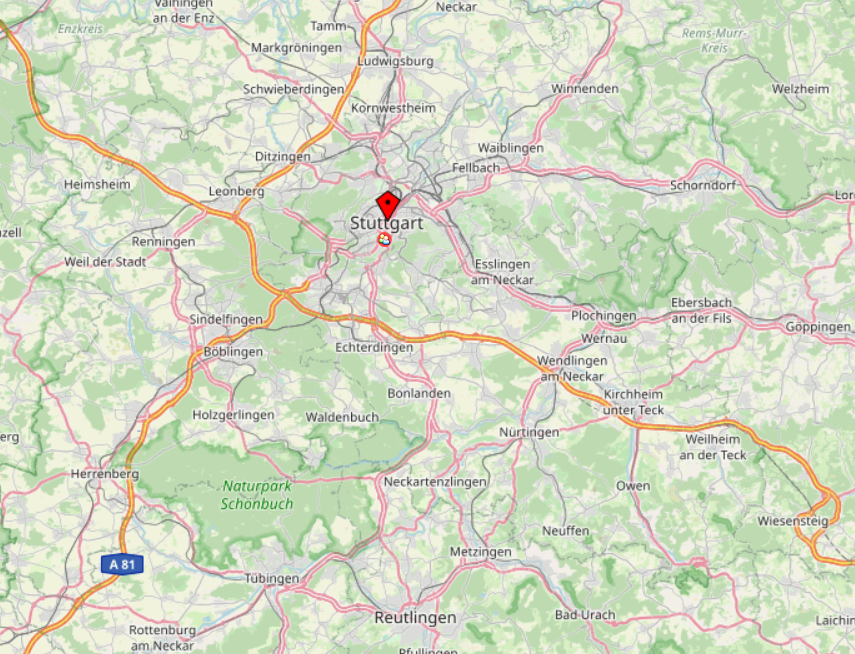 Vaihingen
an der Enz
Neckar
Enzkreis
Tamm
Rems-Murr-
Kreis
Markgröningen
Ludwigsburg
Schwieberdingen
Winnenden
Welzheim
Kornwestheim
Waiblingen
Ditzingen
Fellbach
Heimsheim
Leonberg
Schorndorf
Lor
Stuttgart
zell
Renningen
Weil der Stadt
Esslingen
am Neckar
Ebersbach
an der Fils
Sindelfingen
Plochingen
Göppingen
Wernau
Echterdingen
Böblingen
Wendlingen
am Neckar
Bonlanden
Kirchheim
unter Teck
Holzgerlingen
Waldenbuch
erg
Nürtingen
Weilheim
an der Teck
Herrenberg
Naturpark
Schönbuch
Neckartenzlingen
Owen
Wiesensteig
Neuffen
Metzingen
A 81
Tübingen
Bad Urach
Reutlingen
Laichin
Rottenburg
am Neckar
Pfullingen